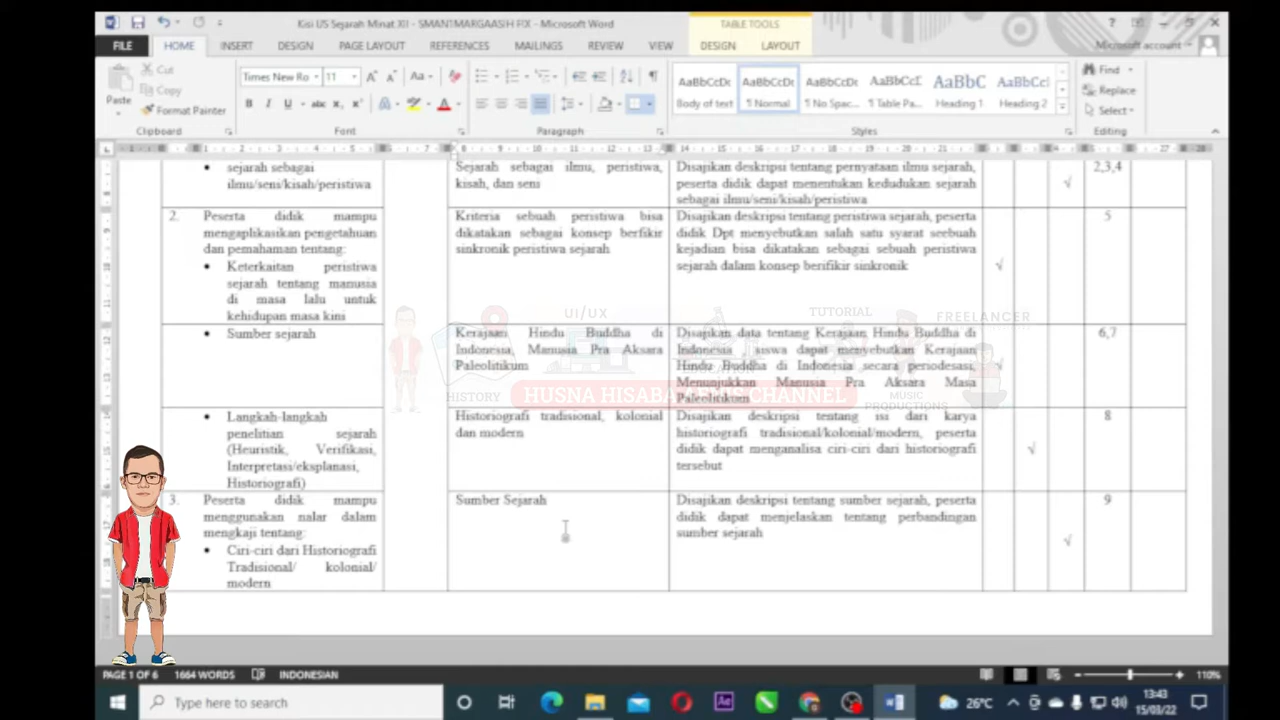 Kisi US Sejarah Minat XII - SMAN1MARGAASIH FIX - Microsoft Word
TABLE TOOLS
FILE
HOME
INSERT
DESIGN
PAGE LAYOUT
REFERENCES
MAILINGS
REVIEW
VIEW
DESIGN
LAYOUT
Microsoft account
Cut
Copy
Format Painter
Paste
Times New Ro
11
AaBbCcDc
AaBbCcDc
AaBbCcDc
AaBbCcD
AaBbC
AaBbCcI
Body of text
¶ Normal
¶ No Spac...
¶ Table Pa...
Heading 1
Heading 2
Find
Replace
Select
Clipboard
Font
Paragraph
Styles
Editing
sejarah sebagai
ilmu/seni/kisah/peristiwa
Sejarah sebagai ilmu, peristiwa,
kisah, dan seni
Disajikan deskripsi tentang pernyataan ilmu sejarah,
peserta didik dapat menentukan kedudukan sejarah
sebagai ilmu/seni/kisah/peristiwa
√
2,3,4
2. Peserta didik mampu
mengaplikasikan pengetahuan
dan pemahaman tentang:
• Keterkaitan peristiwa
sejarah tentang manusia
di masa lalu untuk
kehidupan masa kini
Kriteria sebuah peristiwa bisa
dikatakan sebagai konsep berfikir
sinkronik peristiwa sejarah
Disajikan deskripsi tentang peristiwa sejarah, peserta
didik Dpt menyebutkan salah satu syarat seebuah
kejadian bisa dikatakan sebagai sebuah peristiwa
sejarah dalam konsep berifikir sinkronik
√
5
• Sumber sejarah
Kerajaan Hindu Buddha di
Indonesia, Manusia Pra Aksara
Paleolitikum
Disajikan data tentang Kerajaan Hindu Buddha di
Indonesia siswa dapat menyebutkan Kerajaan
Hindu Buddha di Indonesia secara periodesasi,
Menunjukkan Manusia Pra Aksara Masa
Paleolitikum
√
6,7
• Langkah-langkah
penelitian sejarah
(Heuristik, Verifikasi,
Interpretasi/eksplanasi,
Historiografi)
Historiografi tradisional, kolonial
dan modern
Disajikan deskripsi tentang isi dari karya
historiografi tradisional/kolonial/modern, peserta
didik dapat menganalisa ciri-ciri dari historiografi
tersebut
√
8
3. Peserta didik mampu
menggunakan nalar dalam
mengkaji tentang:
• Ciri-ciri dari Historiografi
Tradisional/ kolonial/
modern
Sumber Sejarah
Disajikan deskripsi tentang sumber sejarah, peserta
didik dapat menjelaskan tentang perbandingan
sumber sejarah
√
9
UI/UX
TUTORIAL
FREELANCER
HISTORY
HUSNA HISABANEWS CHANNEL
MUSIC
PRODUCTIONS
PAGE 1 OF 6
1664 WORDS
INDONESIAN
110%
Type here to search
26°C
13:43
15/03/22